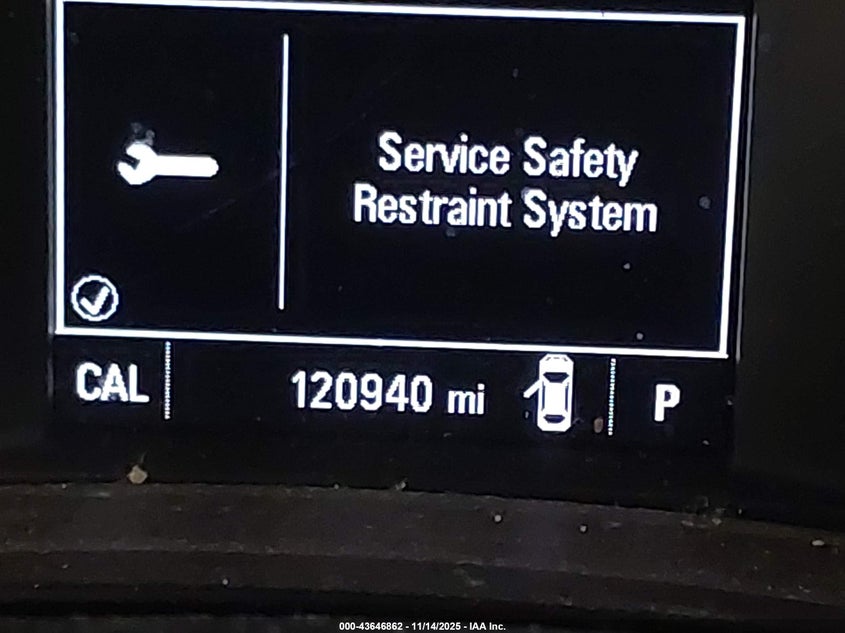 Service Safety
Restraint System
CAL 120940 mi P
000-43646862 - 11/14/2025 - IAA Inc.